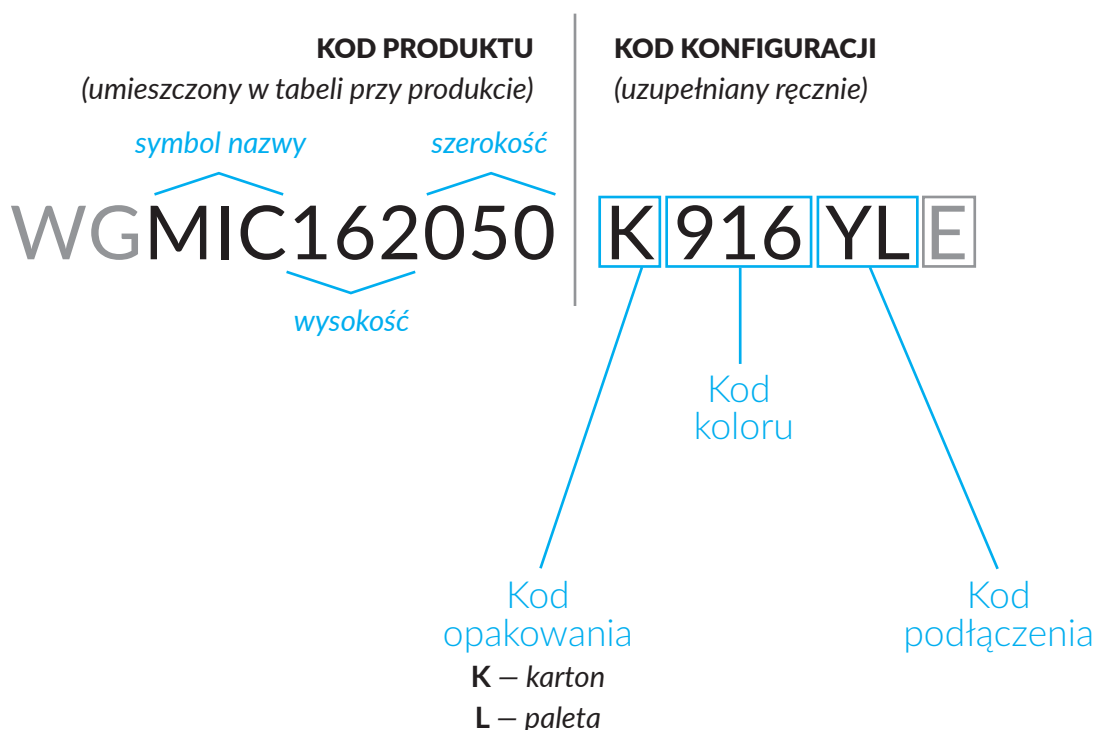 KOD PRODUKTU
(umieszczony w tabeli przy produkcie)
KOD KONFIGURACJI
(uzupełniany ręcznie)
symbol nazwy
szerokość
WGMIC162050 K 916 YL E
wysokość
Kod
koloru
Kod
opakowania
K – karton
L – paleta
Kod
podłączenia